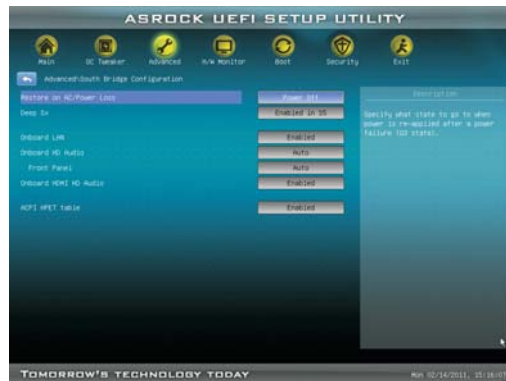 ASROCK UEFI SETUP UTILITY
Main OC Tweaker Advanced H/W Monitor Boot Security Exit
Advanced\South Bridge Configuration
Restore on AC/Power Loss Power Off
Deep Sx Enabled in S5
Onboard LAN Enabled
Onboard HD Audio Auto
Front Panel Auto
Onboard HDMI HD Audio Enabled
ACPI HPET table Enabled
Description
Specify what state to go to when
power is re-applied after a power
failure (G3 state).
TOMORROW'S TECHNOLOGY TODAY
Mon 02/14/2011, 15:16:07